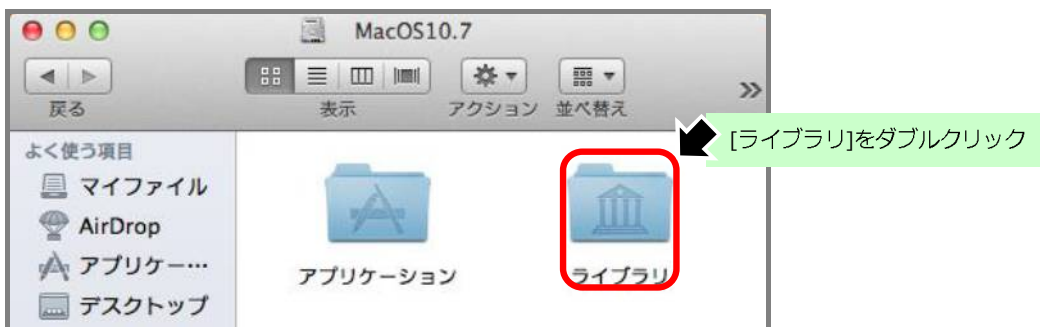 MacOS10.7
戻る
表示
アクション
並べ替え
[ライブラリ]をダブルクリック
よく使う項目
マイファイル
AirDrop
アプリケー…
デスクトップ
アプリケーション
ライブラリ